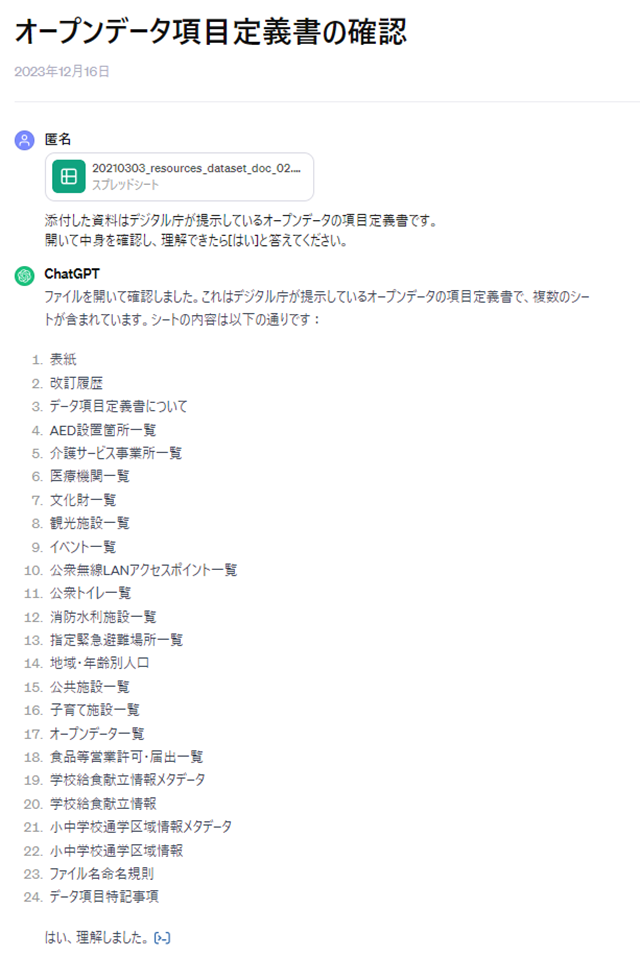 オープンデータ項目定義書の確認
2023年12月16日
匿名
20210303_resources_dataset_doc_02....
スプレッドシート
添付した資料はデジタル庁が提示しているオープンデータの項目定義書です。
開いて中身を確認し、理解できたら[はい]と答えてください。
ChatGPT
ファイルを開いて確認しました。これはデジタル庁が提示しているオープンデータの項目定義書で、複数のシー
トが含まれています。シートの内容は以下の通りです：
1. 表紙
2. 改訂履歴
3. データ項目定義書について
4. AED設置箇所一覧
5. 介護サービス事業所一覧
6. 医療機関一覧
7. 文化財一覧
8. 観光施設一覧
9. イベント一覧
10. 公衆無線LANアクセスポイント一覧
11. 公衆トイレ一覧
12. 消防水利施設一覧
13. 指定緊急避難場所一覧
14. 地域・年齢別人口
15. 公共施設一覧
16. 子育て施設一覧
17. オープンデータ一覧
18. 食品等営業許可・届出一覧
19. 学校給食献立情報メタデータ
20. 学校給食献立情報
21. 小中学校通学区域情報メタデータ
22. 小中学校通学区域情報
23. ファイル名命名規則
24. データ項目特記事項
はい、理解しました。 [>_]